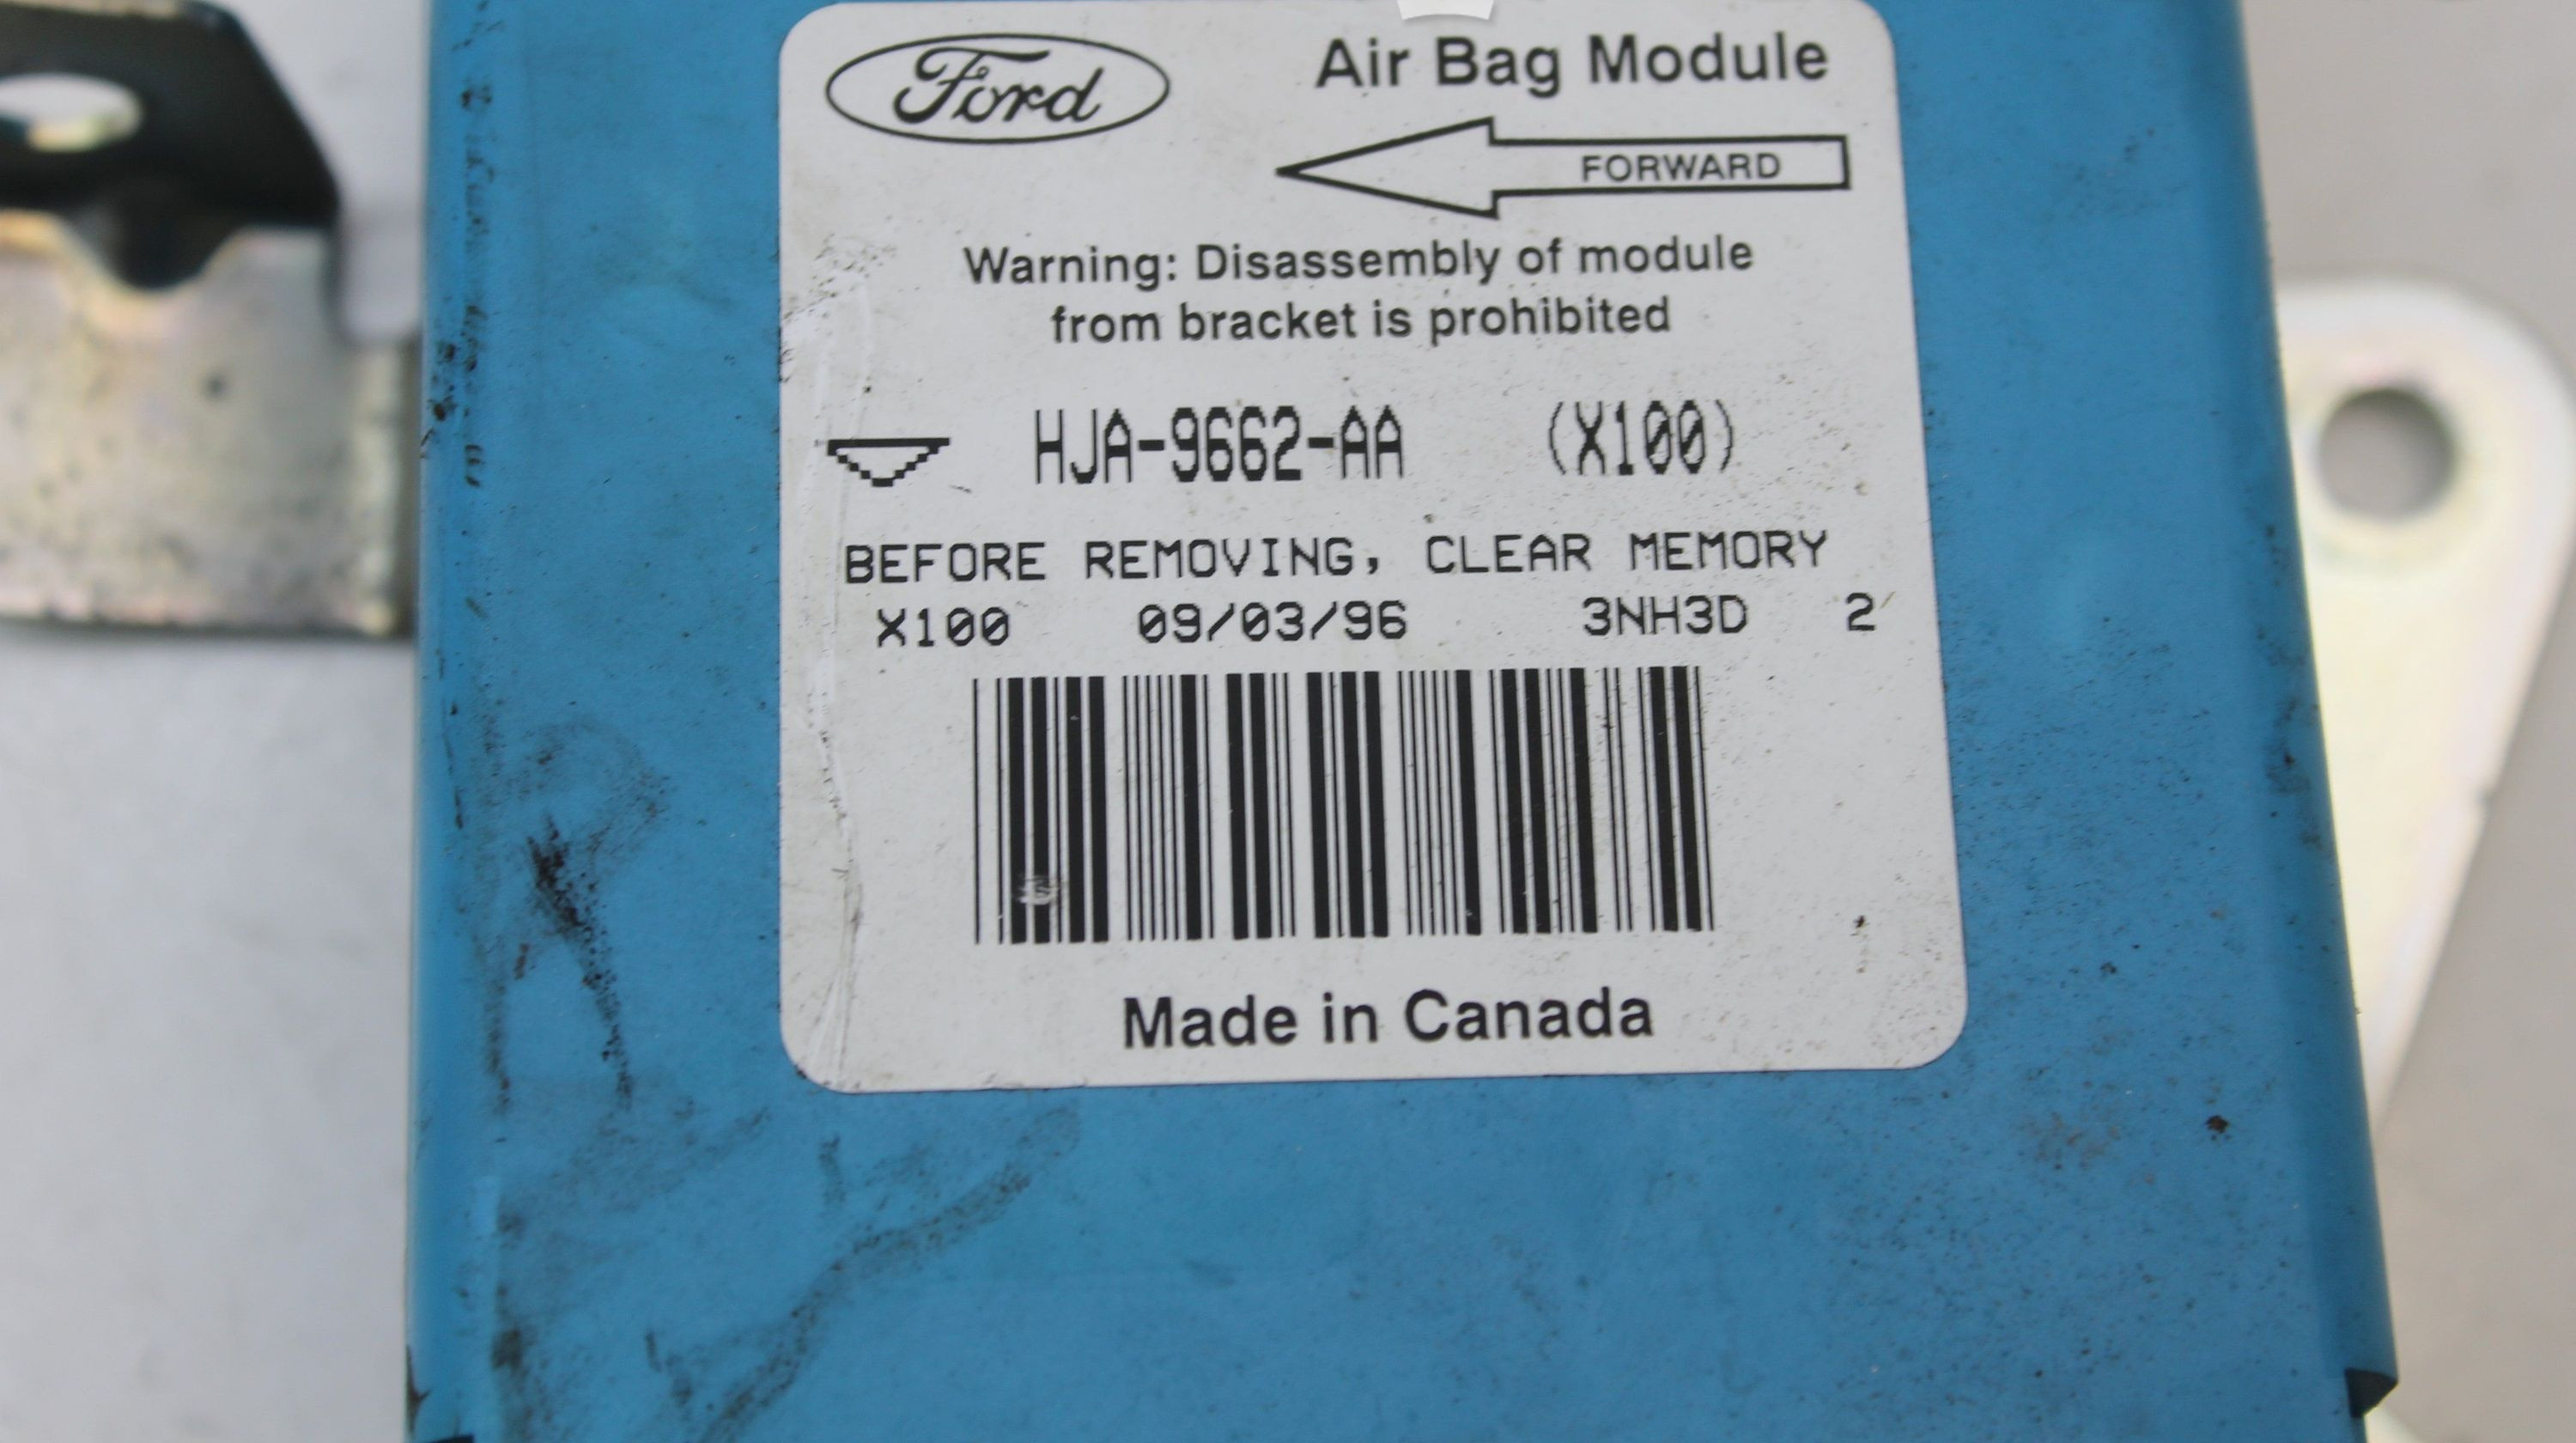 Ford
Air Bag Module
FORWARD
Warning: Disassembly of module
from bracket is prohibited
HJA-9662-AA (X100)
BEFORE REMOVING, CLEAR MEMORY
X100 09/03/96 3NH3D 2
Made in Canada